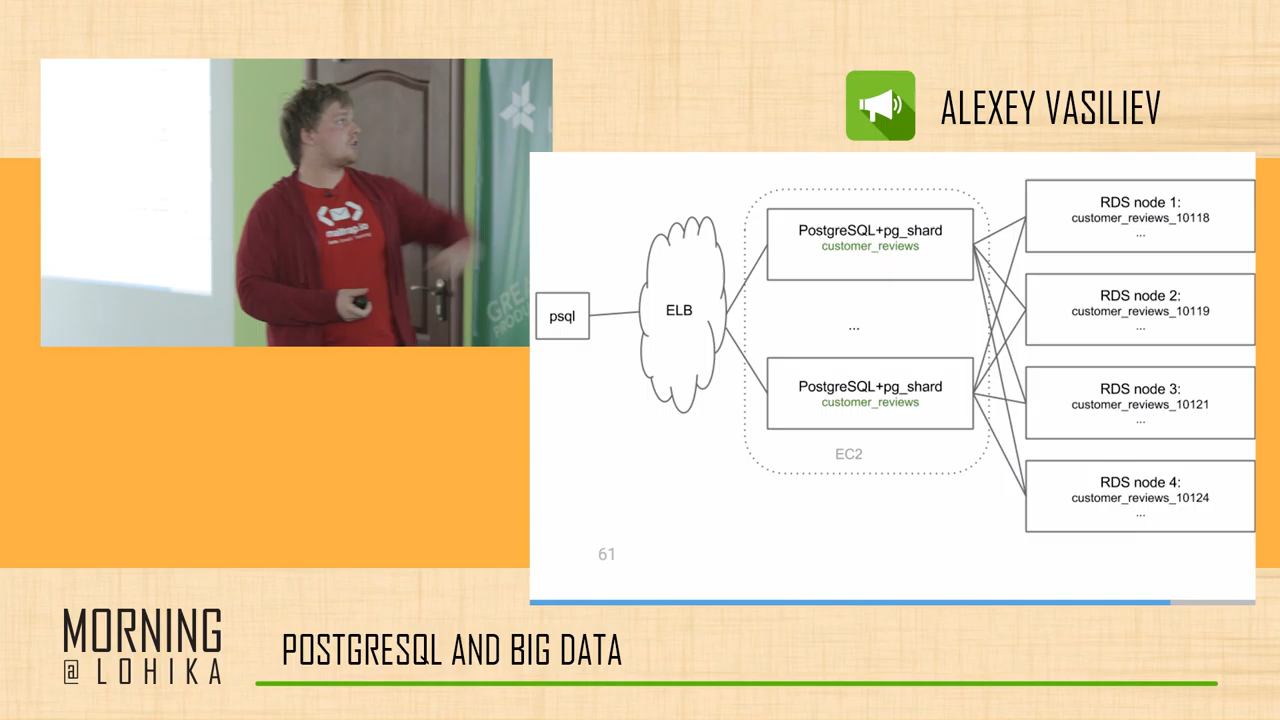 ALEXEY VASILIEV
psql
ELB
PostgreSQL+pg_shard
customer_reviews
...
PostgreSQL+pg_shard
customer_reviews
EC2
RDS node 1:
customer_reviews_10118
...
RDS node 2:
customer_reviews_10119
...
RDS node 3:
customer_reviews_10121
...
RDS node 4:
customer_reviews_10124
...
61
MORNING
@ LOHIKA
POSTGRESQL AND BIG DATA